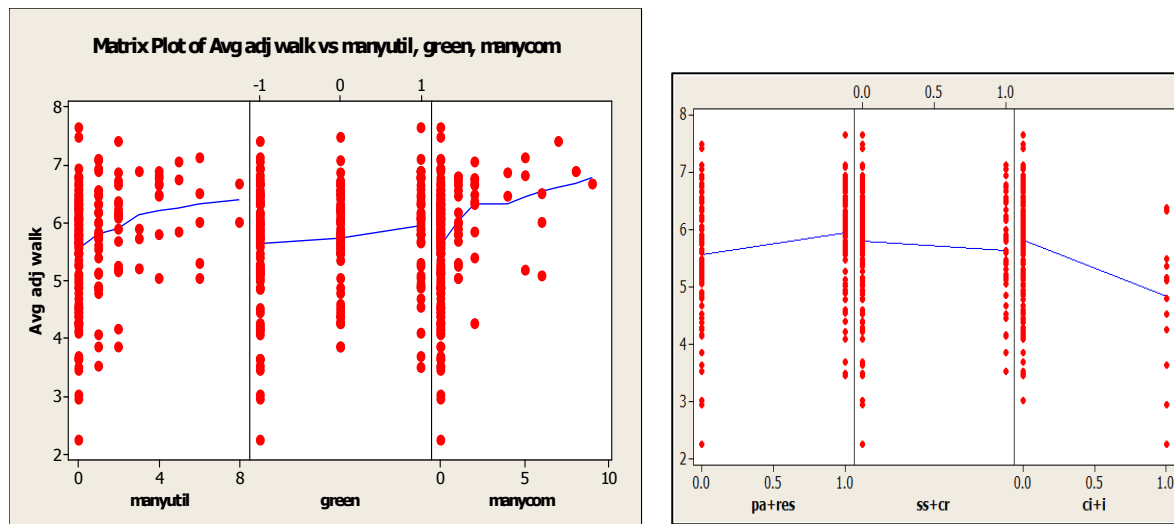 Matrix Plot of Avg adj walk vs manyutil, green, manycom
-1 0 1
8
7
6
5
4
3
2
Avg adj walk
0 4 8 0 5 10
manyutil green manycom
0.0 0.5 1.0
8
7
6
5
4
3
2
0.0 0.5 1.0 0.0 0.5 1.0
pa+res ss+cr ci+i